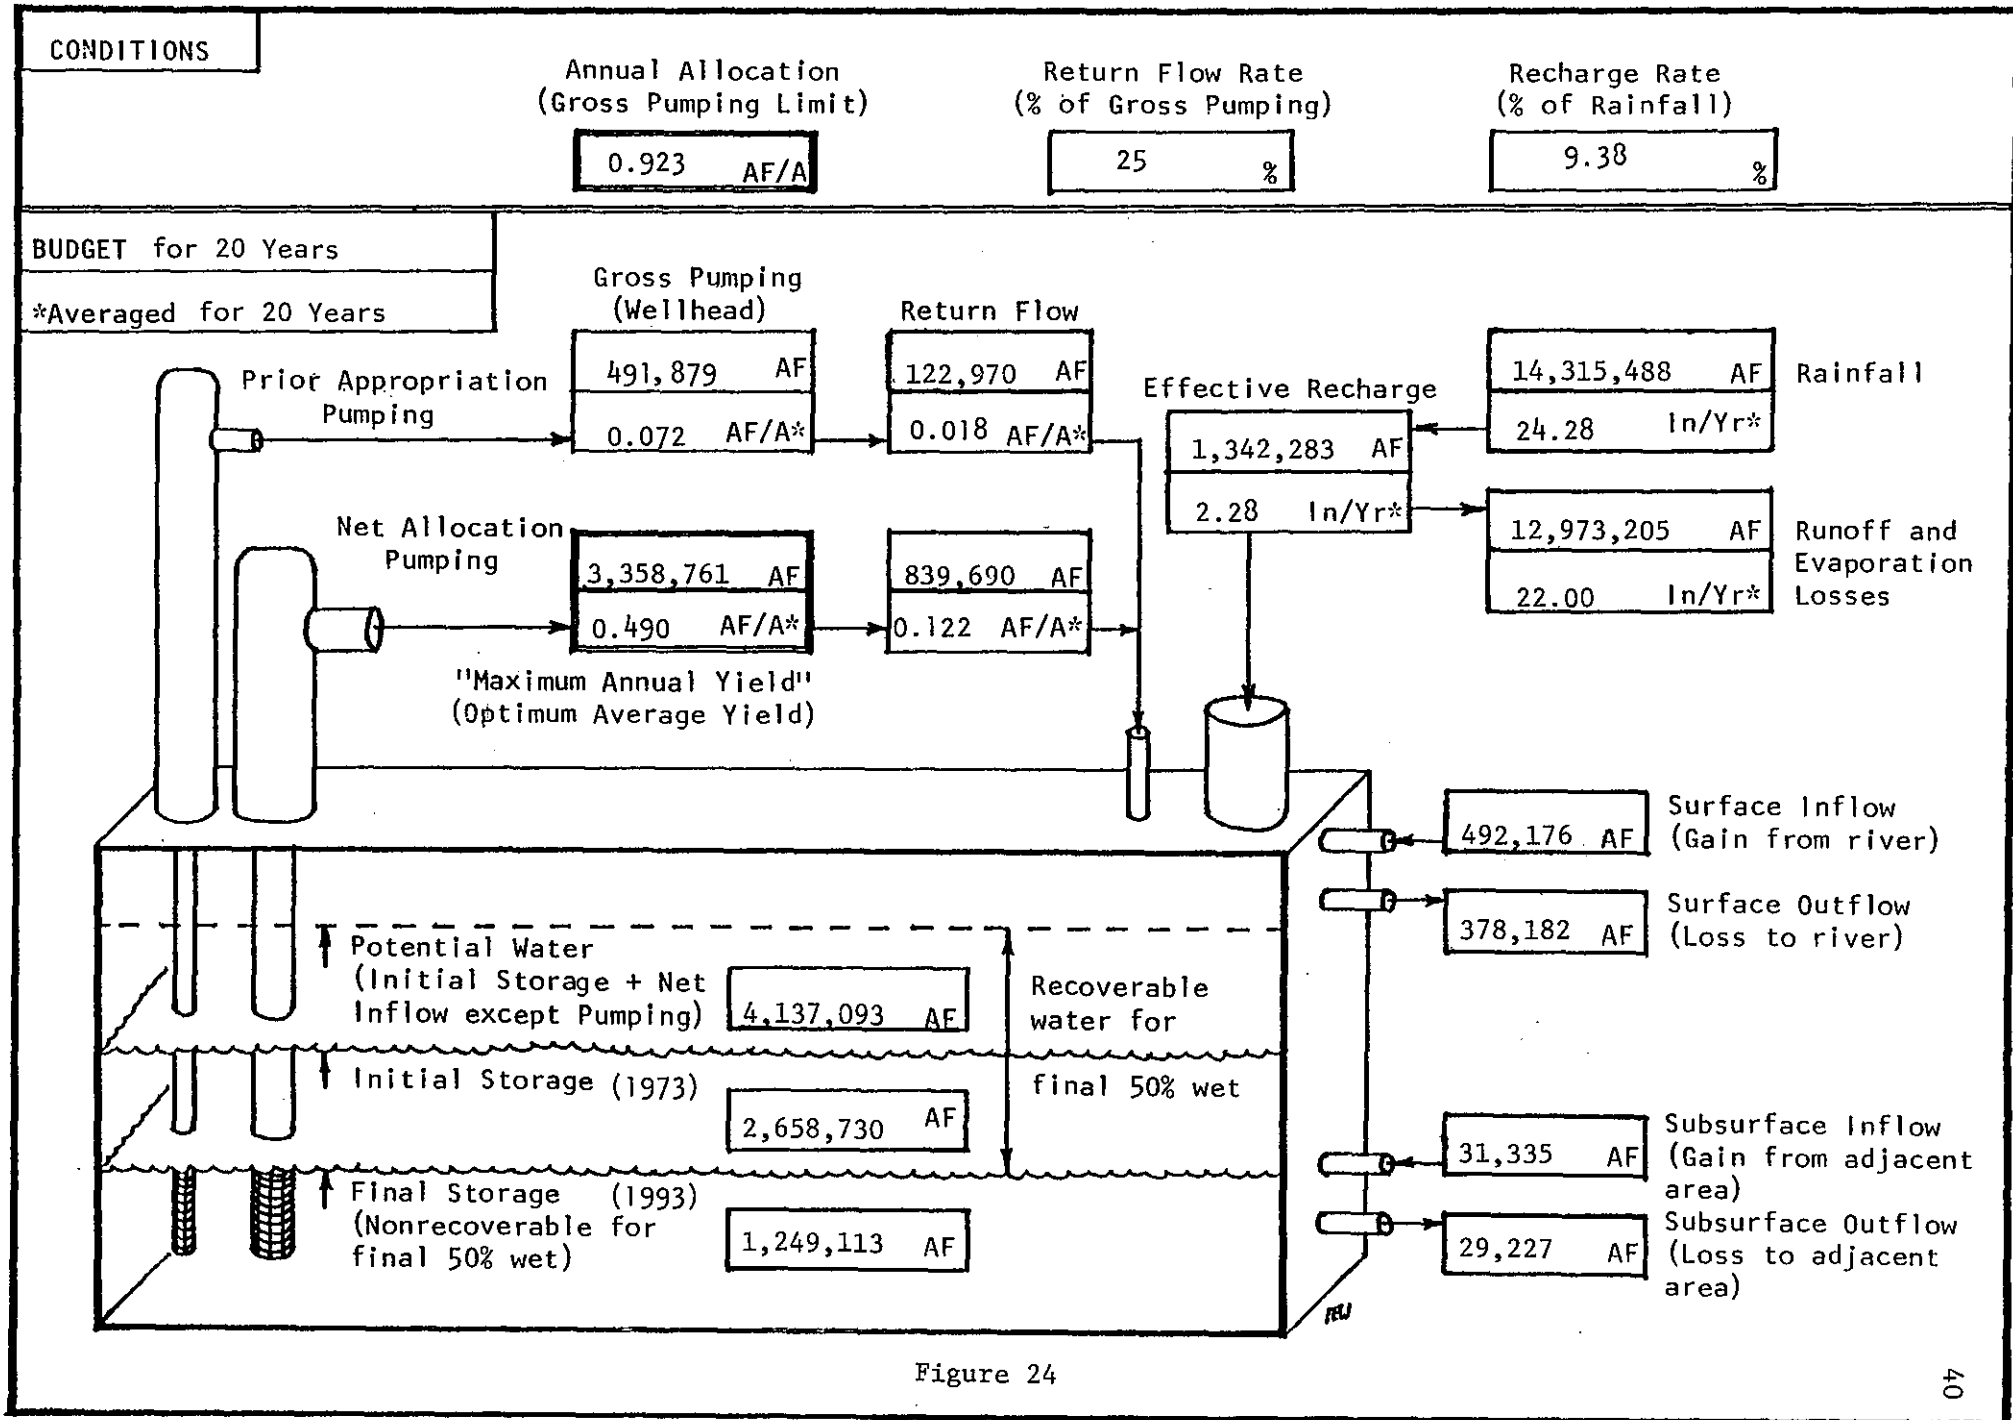 CONDITIONS
Annual Allocation
(Gross Pumping Limit)
0.923 AF/A
Return Flow Rate
(% of Gross Pumping)
25 %
Recharge Rate
(% of Rainfall)
9.38 %
BUDGET for 20 Years
*Averaged for 20 Years
Gross Pumping
(Wellhead)
Return Flow
Prior Appropriation
Pumping
491,879 AF
0.072 AF/A*
122,970 AF
0.018 AF/A*
Effective Recharge
1,342,283 AF
2.28 In/Yr*
14,315,488 AF
24.28 In/Yr*
Rainfall
Net Allocation
Pumping
3,358,761 AF
0.490 AF/A*
839,690 AF
0.122 AF/A*
12,973,205 AF
22.00 In/Yr*
Runoff and
Evaporation
Losses
"Maximum Annual Yield"
(Optimum Average Yield)
492,176 AF
Surface Inflow
(Gain from river)
378,182 AF
Surface Outflow
(Loss to river)
Potential Water
(Initial Storage + Net
Inflow except Pumping)
4,137,093 AF
Recoverable
water for
final 50% wet
Initial Storage (1973)
2,658,730 AF
31,335 AF
Subsurface Inflow
(Gain from adjacent
area)
Final Storage (1993)
(Nonrecoverable for
final 50% wet)
1,249,113 AF
29,227 AF
Subsurface Outflow
(Loss to adjacent
area)
Figure 24
40